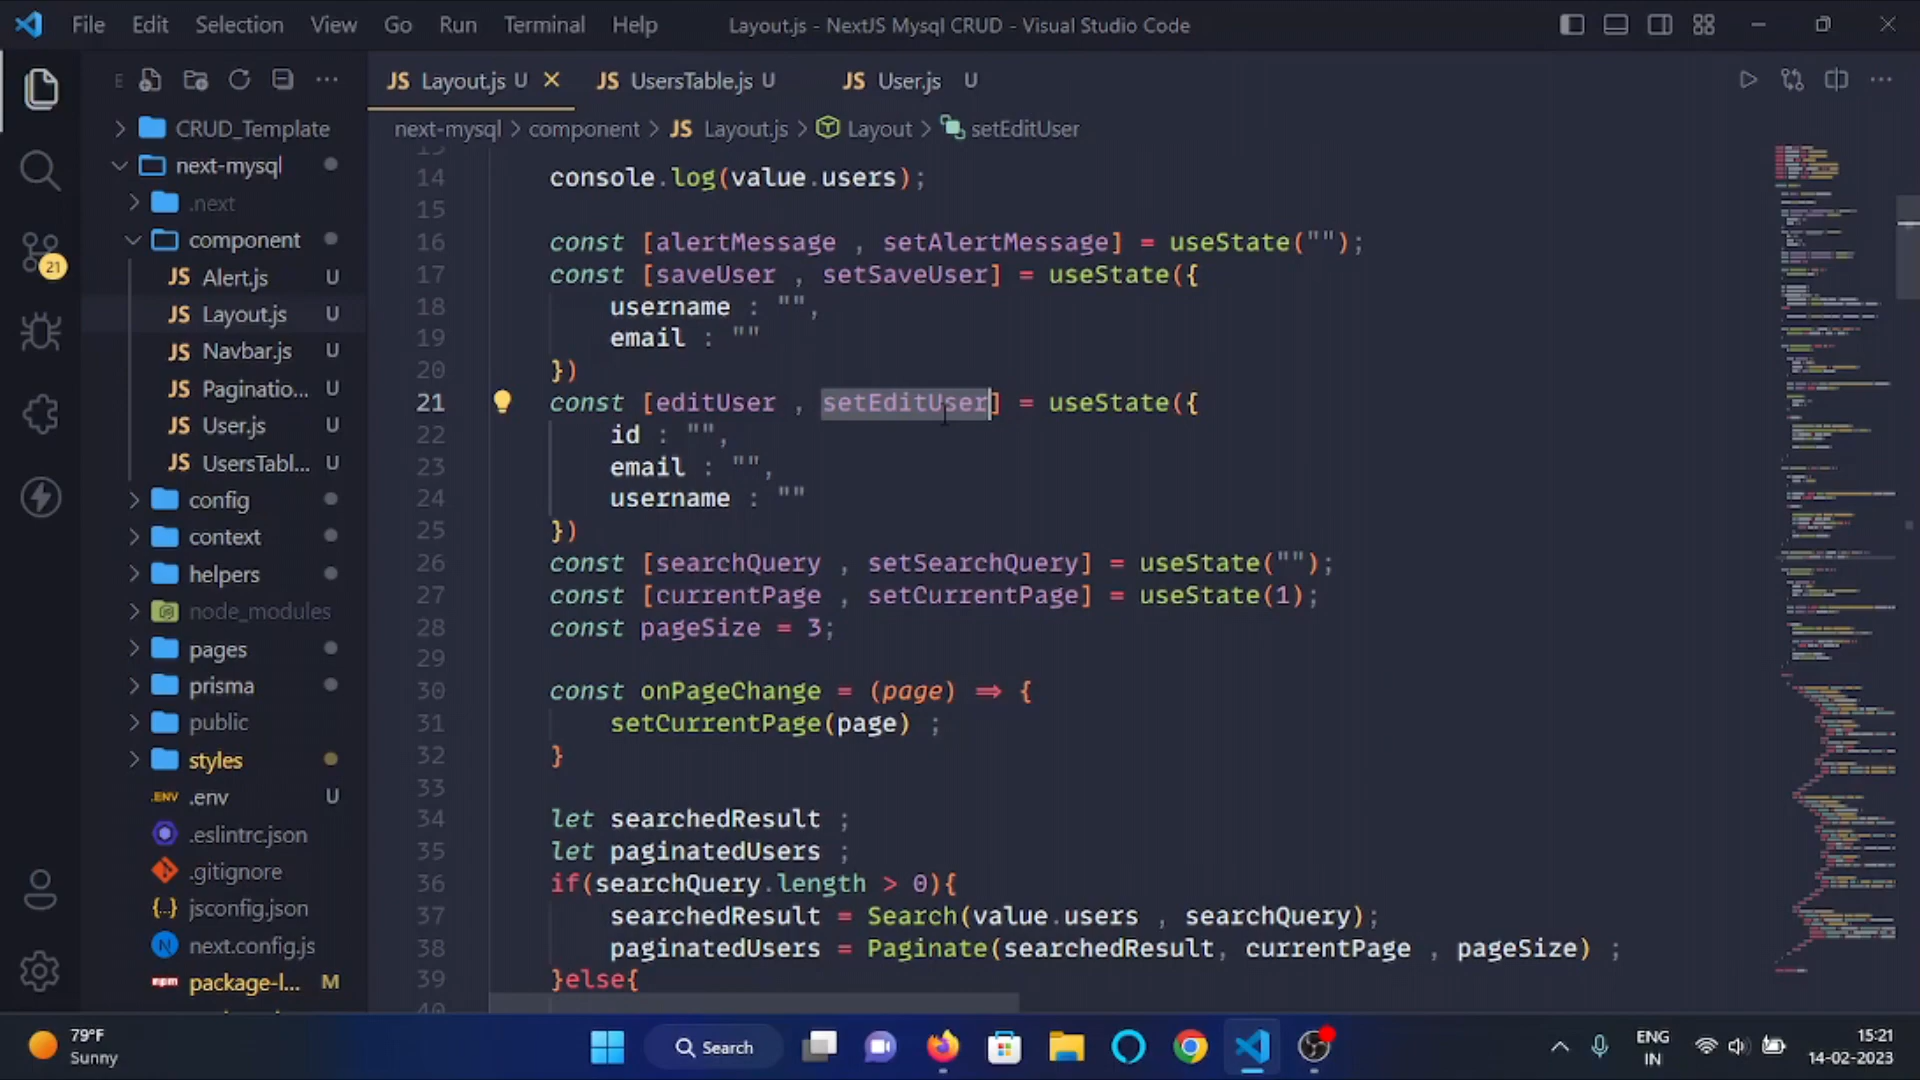 File Edit Selection View Go Run Terminal Help
Layout.js - NextJS Mysql CRUD - Visual Studio Code
E
JS Layout.js U
JS UsersTable.js U
JS User.js U
next-mysql > component > JS Layout.js > Layout > setEditUser
CRUD_Template
next-mysql
.next
component
JS Alert.js U
JS Layout.js U
JS Navbar.js U
JS Paginatio... U
JS User.js U
JS UsersTabl... U
config
context
helpers
node_modules
pages
prisma
public
styles
.ENV .env U
.eslintrc.json
.gitignore
{..} jsconfig.json
N next.config.js
npm package-l... M
21
14 console.log(value.users);
15
16 const [alertMessage , setAlertMessage] = useState("");
17 const [saveUser , setSaveUser] = useState({
18 username : "",
19 email : ""
20 })
21 const [editUser , setEditUser] = useState({
22 id : "",
23 email : "",
24 username : ""
25 })
26 const [searchQuery , setSearchQuery] = useState("");
27 const [currentPage , setCurrentPage] = useState(1);
28 const pageSize = 3;
29
30 const onPageChange = (page) ⇒ {
31 setCurrentPage(page) ;
32 }
33
34 let searchedResult ;
35 let paginatedUsers ;
36 if(searchQuery.length > 0){
37 searchedResult = Search(value.users , searchQuery);
38 paginatedUsers = Paginate(searchedResult, currentPage , pageSize) ;
39 }else{
79°F
Sunny
Search
ENG
IN
15:21
14-02-2023